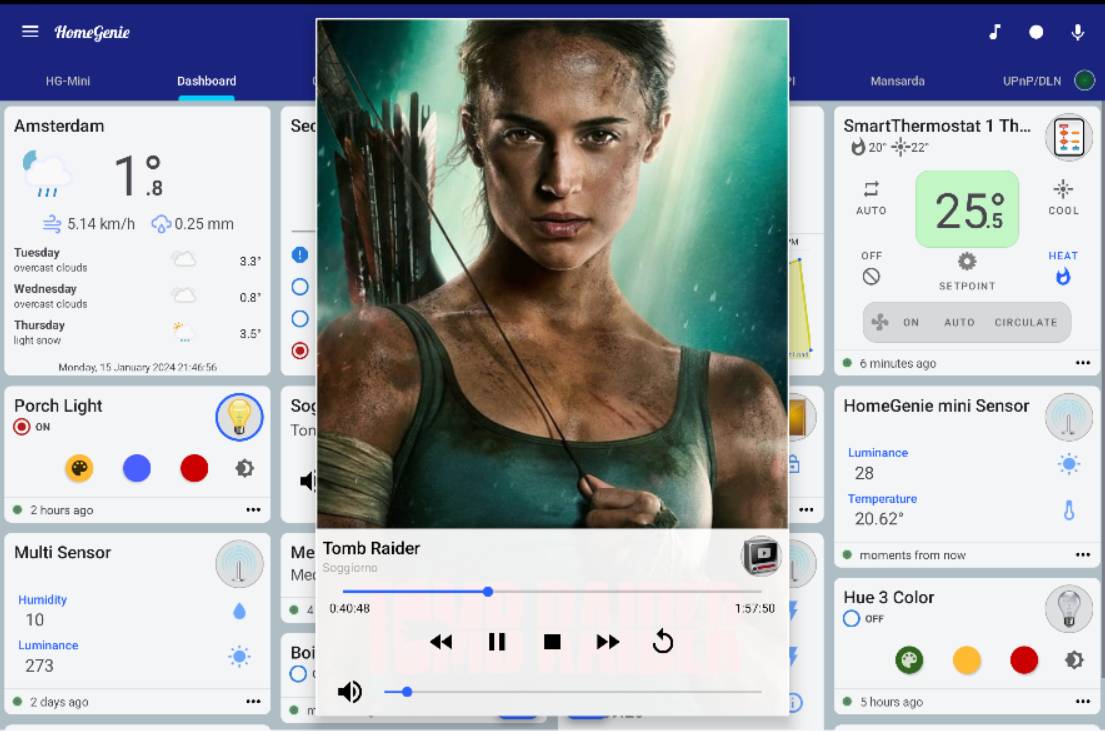 HomeGenie
HG-Mini
Dashboard
Mansarda
UPnP/DLN
Amsterdam
1°.8
5.14 km/h
0.25 mm
Tuesday
overcast clouds
3.3°
Wednesday
overcast clouds
0.8°
Thursday
light snow
3.5°
Monday, 15 January 2024 21:46:56
Porch Light
ON
2 hours ago
•••
Multi Sensor
Humidity
10
Luminance
273
2 days ago
•••
Sec
Sog
Ton
Me
Mec
4
Boi
m
Tomb Raider
Soggiorno
0:40:48
1:57:50
PM
•••
SmartThermostat 1 Th...
20° 22°
AUTO
25°.5
COOL
OFF
HEAT
SETPOINT
ON AUTO CIRCULATE
6 minutes ago
•••
HomeGenie mini Sensor
Luminance
28
Temperature
20.62°
moments from now
•••
Hue 3 Color
OFF
5 hours ago
•••